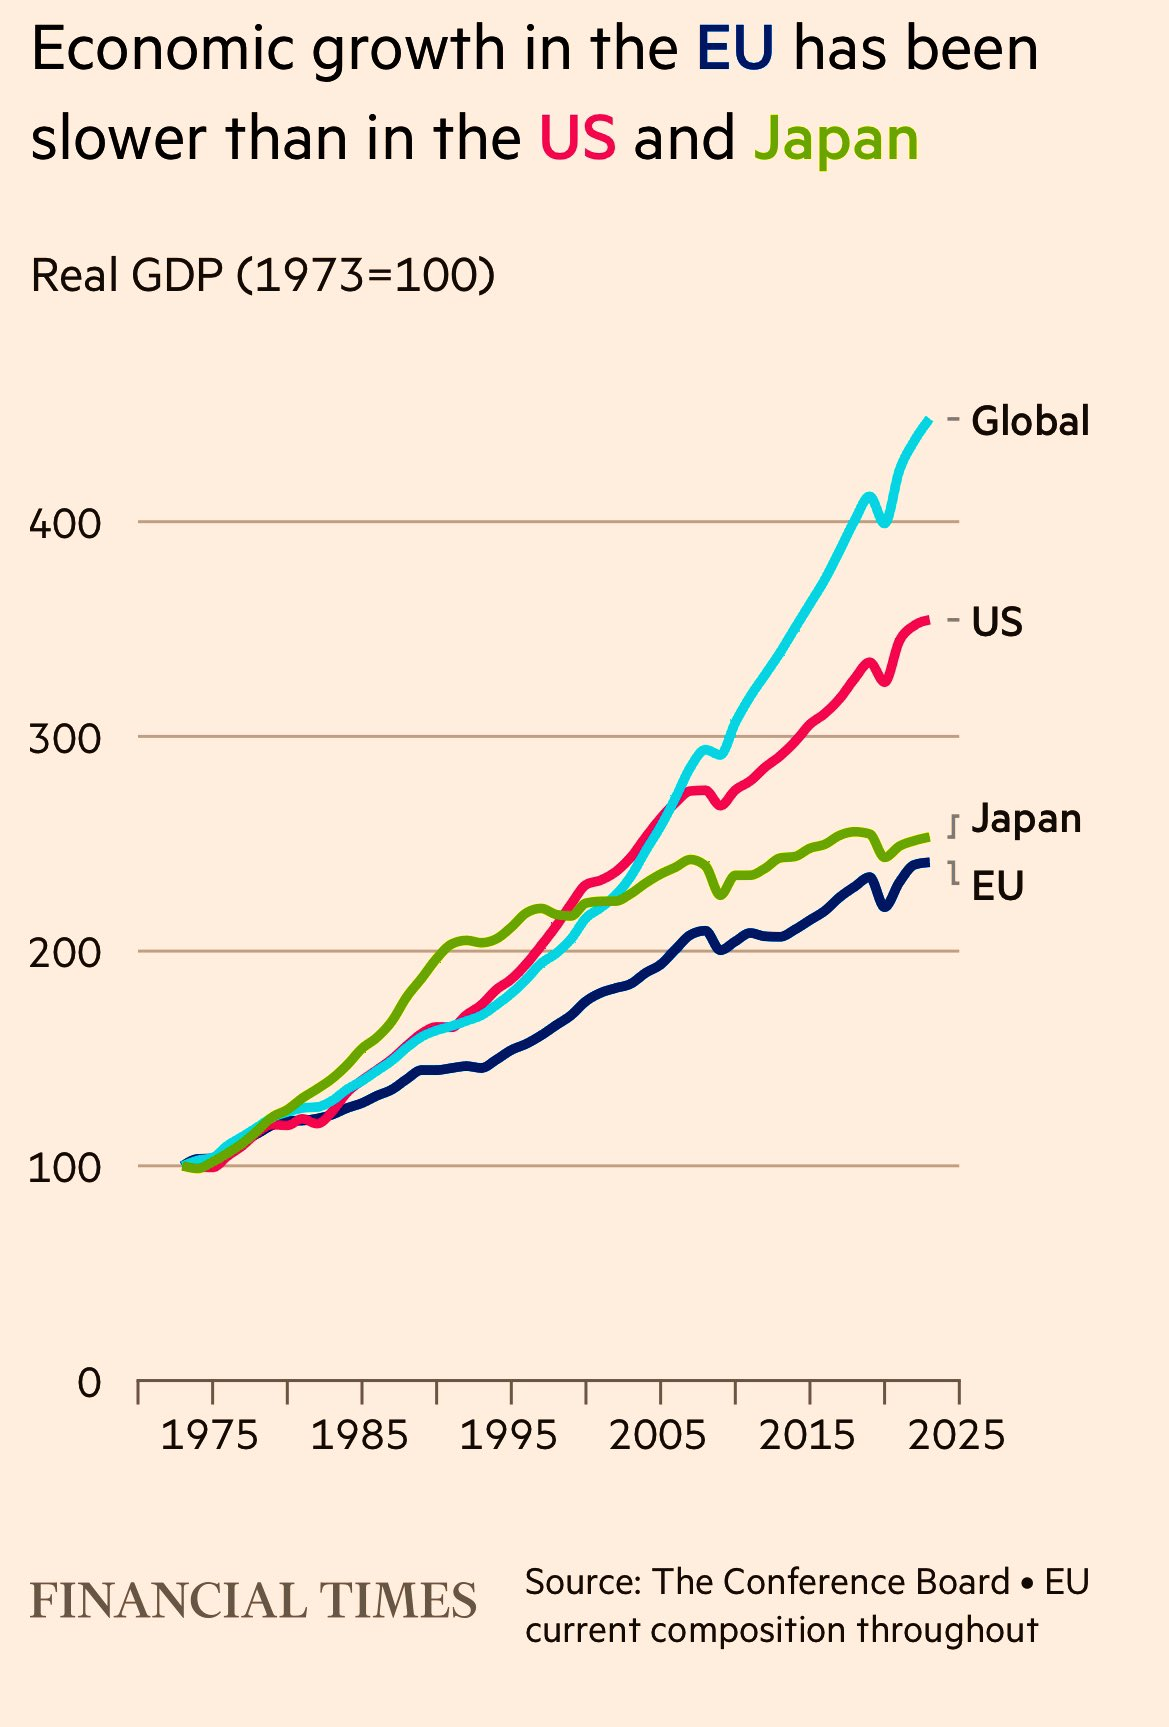 Economic growth in the EU has been
slower than in the US and Japan
Real GDP (1973=100)
Global
400
US
300
Japan
EU
200
100
0
1975 1985 1995 2005 2015 2025
FINANCIAL TIMES
Source: The Conference Board • EU
current composition throughout